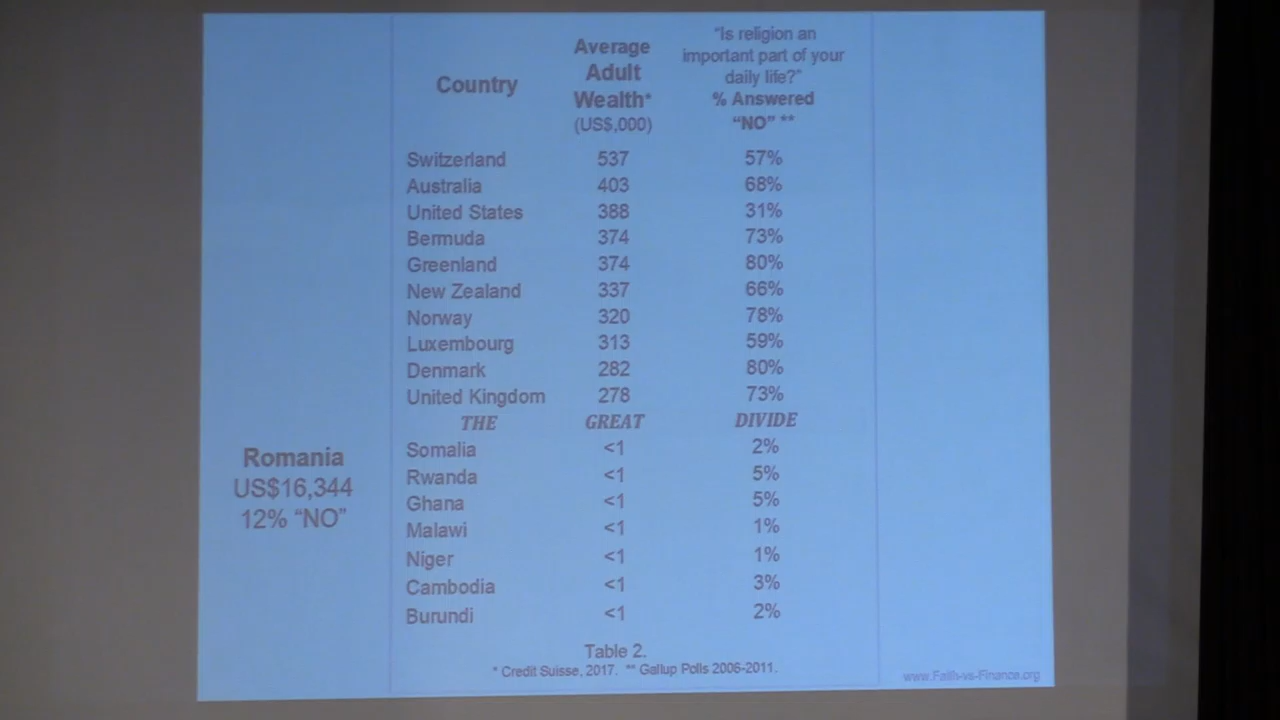 Country
Average
Adult
Wealth*
(US$,000)
"Is religion an
important part of your
daily life?"
% Answered
"NO" **
Switzerland 537 57%
Australia 403 68%
United States 388 31%
Bermuda 374 73%
Greenland 374 80%
New Zealand 337 66%
Norway 320 78%
Luxembourg 313 59%
Denmark 282 80%
United Kingdom 278 73%
THE GREAT DIVIDE
Somalia <1 2%
Rwanda <1 5%
Ghana <1 5%
Malawi <1 1%
Niger <1 1%
Cambodia <1 3%
Burundi <1 2%
Romania
US$16,344
12% "NO"
Table 2.
* Credit Suisse, 2017. ** Gallup Polls 2006-2011.
www.Faith-vs-Finance.org